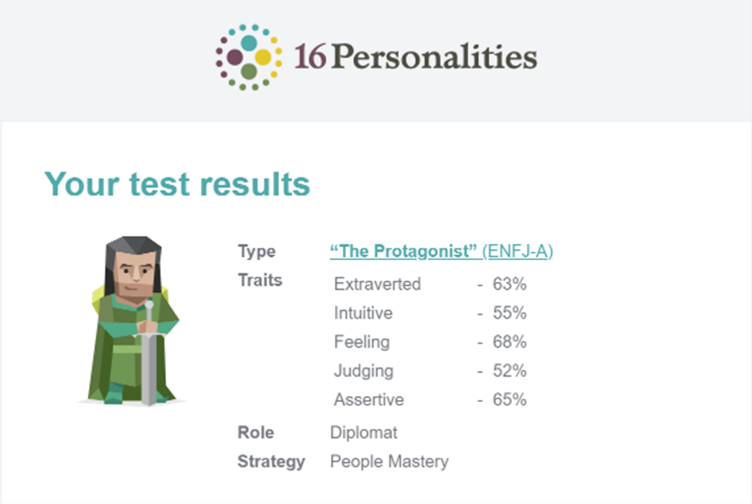 16Personalities
Your test results
Type “The Protagonist” (ENFJ-A)
Traits Extraverted - 63%
Intuitive - 55%
Feeling - 68%
Judging - 52%
Assertive - 65%
Role Diplomat
Strategy People Mastery